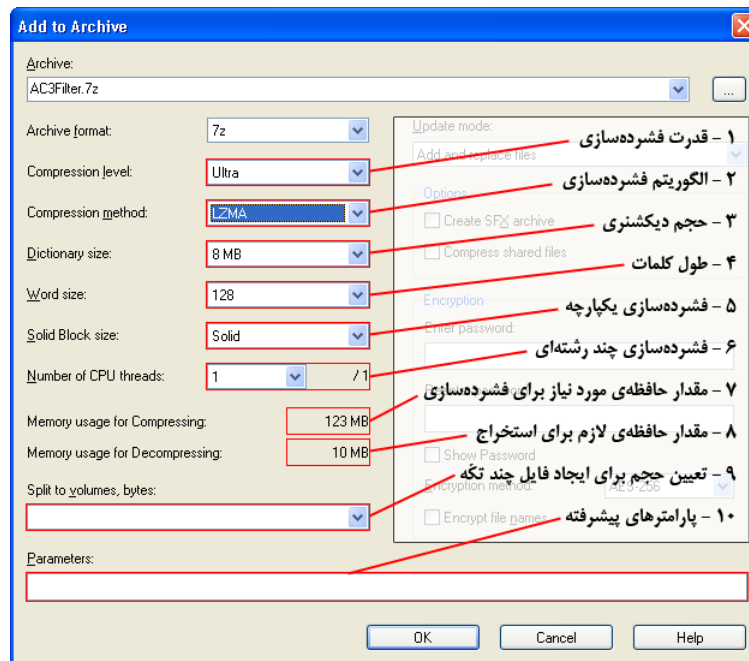 Add to Archive
Archive:
AC3Filter.7z
...
Archive format:
7z
Compression level:
Ultra
Compression method:
LZMA
Dictionary size:
8 MB
Word size:
128
Solid Block size:
Solid
Number of CPU threads:
1
/ 1
Memory usage for Compressing:
123 MB
Memory usage for Decompressing:
10 MB
Split to volumes, bytes:
Update mode:
۱ - قدرت فشرده‌سازی
Add and replace files
۲ - الگوریتم فشرده‌سازی
Options
Create SFX archive
۳ - حجم دیکشنری
Compress shared files
۴ - طول کلمات
Encryption
۵ - فشرده‌سازی یکپارچه
Enter password:
۶ - فشرده‌سازی چند رشته‌ای
۷ - مقدار حافظه‌ی مورد نیاز برای فشرده‌سازی
۸ - مقدار حافظه‌ی لازم برای استخراج
Show Password
۹ - تعیین حجم برای ایجاد فایل چند تکّه
Encryption method:
AES-256
Encrypt file names
۱۰ - پارامترهای پیشرفته
Parameters:
OK
Cancel
Help